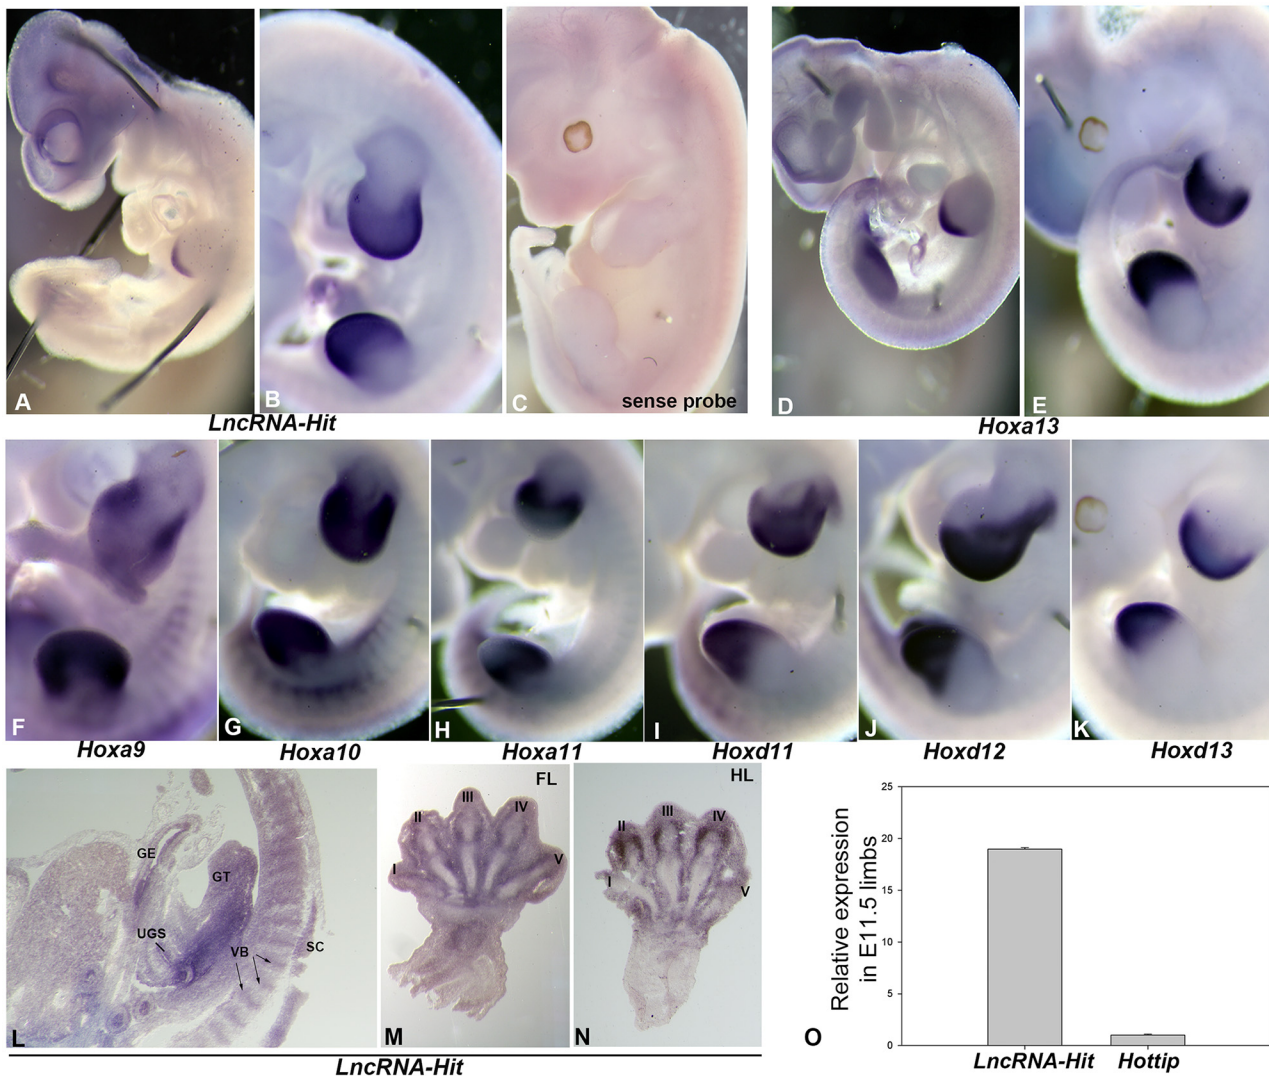 A
B
C
sense probe
D
E
LncRNA-Hit
Hoxa13
F
G
H
I
J
K
Hoxa9
Hoxa10
Hoxa11
Hoxd11
Hoxd12
Hoxd13
GE
GT
UGS
VB
SC
L
FL
I
II
III
IV
V
M
HL
I
II
III
IV
V
N
LncRNA-Hit
O
Relative expression
in E11.5 limbs
25
20
15
10
5
0
LncRNA-Hit
Hottip